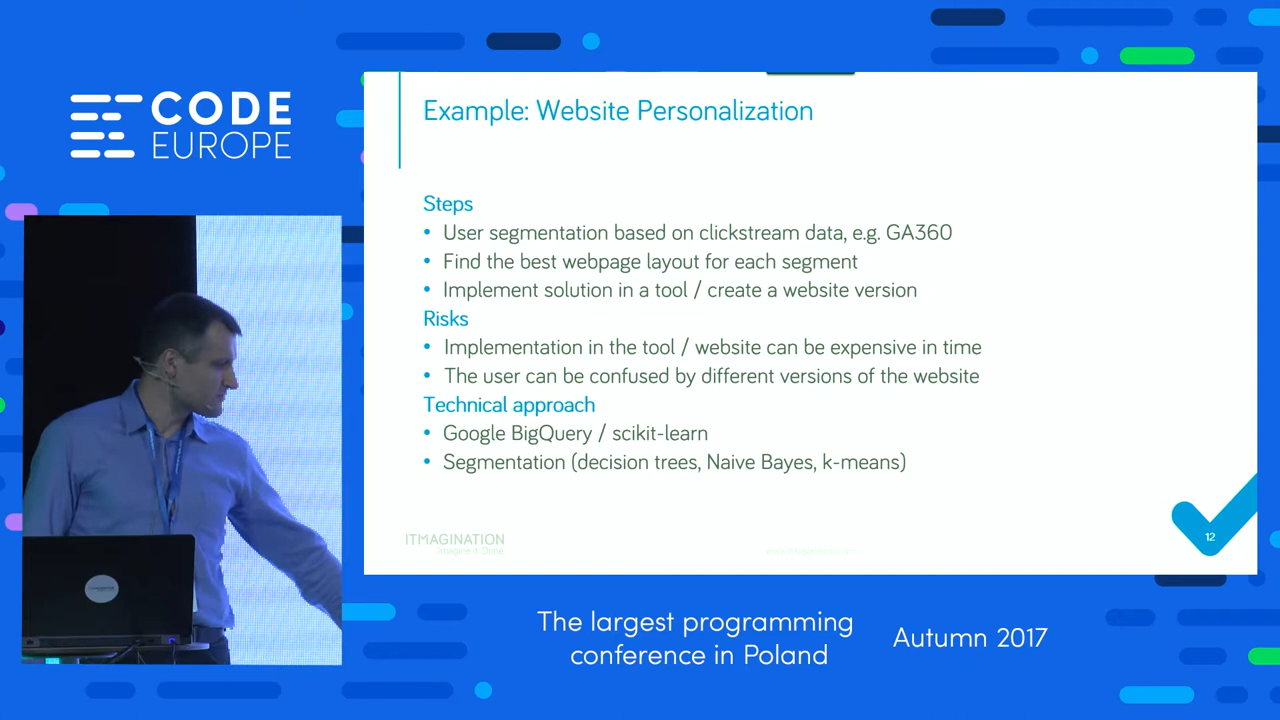 CODE
EUROPE
Example: Website Personalization
Steps
• User segmentation based on clickstream data, e.g. GA360
• Find the best webpage layout for each segment
• Implement solution in a tool / create a website version
Risks
• Implementation in the tool / website can be expensive in time
• The user can be confused by different versions of the website
Technical approach
• Google BigQuery / scikit-learn
• Segmentation (decision trees, Naive Bayes, k-means)
ITMAGINATION
Imagine it. Done.
12
The largest programming
conference in Poland
Autumn 2017